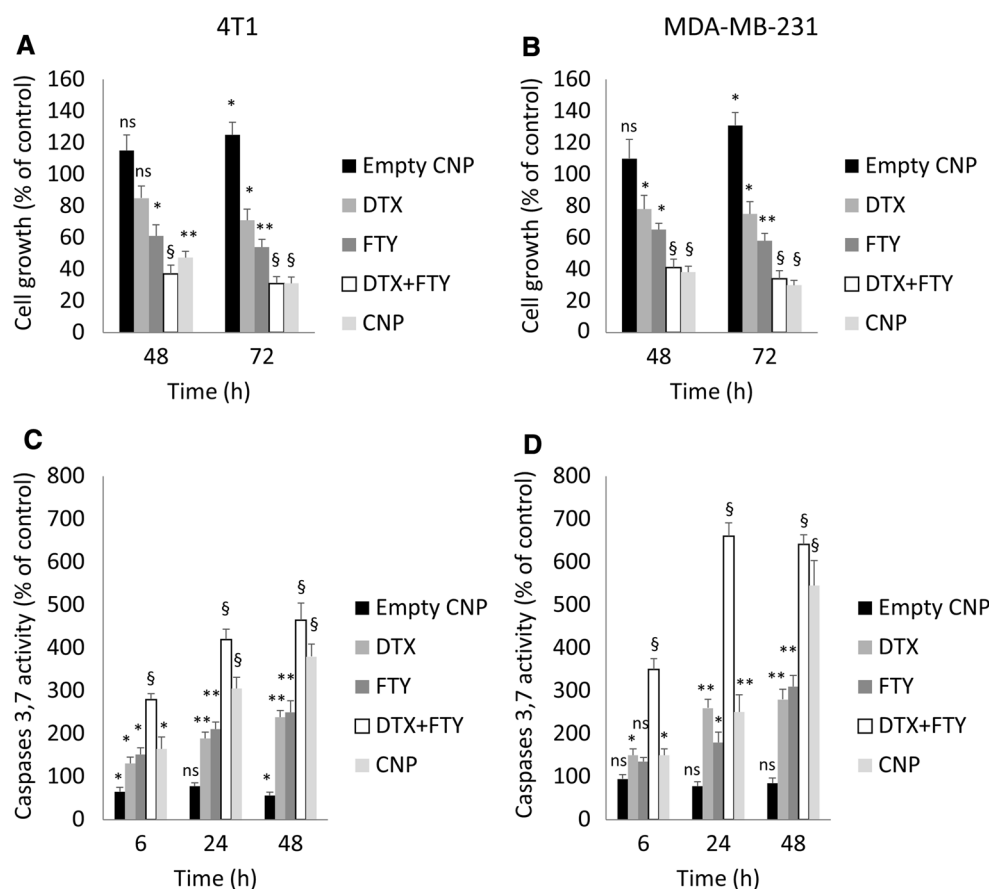 4T1
MDA-MB-231
A
Cell growth (% of control)
160
140
120
100
80
60
40
20
0
ns
ns
*
§
**
*
*
**
§
§
48
72
Time (h)
Empty CNP
DTX
FTY
DTX+FTY
CNP
B
Cell growth (% of control)
160
140
120
100
80
60
40
20
0
ns
*
*
§
§
*
*
**
§
§
48
72
Time (h)
Empty CNP
DTX
FTY
DTX+FTY
CNP
C
Caspases 3,7 activity (% of control)
800
700
600
500
400
300
200
100
0
*
*
*
§
*
ns
**
**
§
§
*
**
**
§
§
6
24
48
Time (h)
Empty CNP
DTX
FTY
DTX+FTY
CNP
D
Caspases 3,7 activity (% of control)
800
700
600
500
400
300
200
100
0
ns
*
ns
§
*
ns
**
*
§
**
ns
**
**
§
§
6
24
48
Time (h)
Empty CNP
DTX
FTY
DTX+FTY
CNP